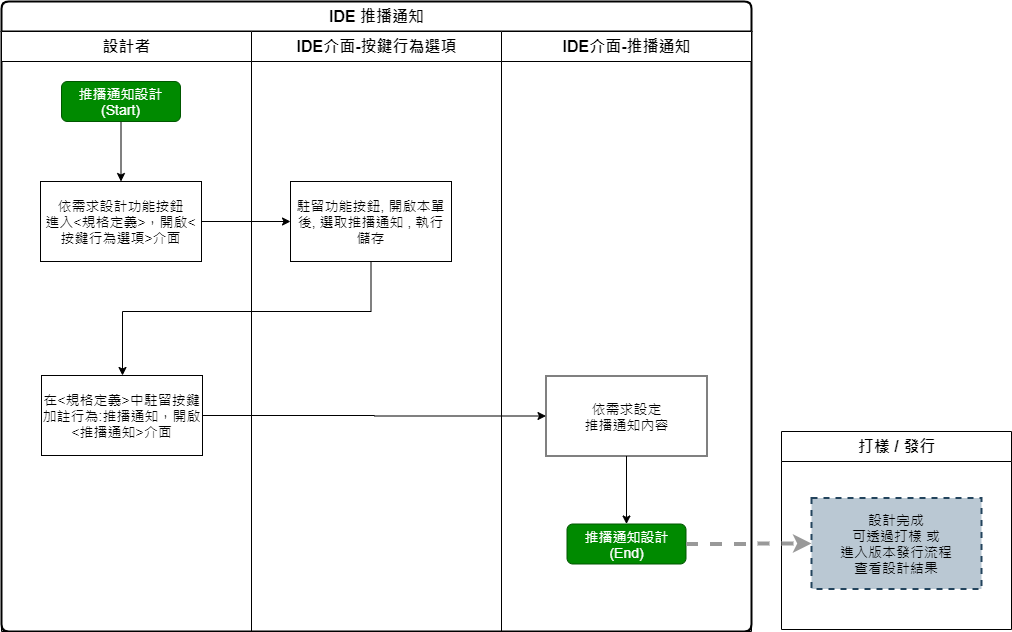 IDE 推播通知
設計者
IDE介面-按鍵行為選項
IDE介面-推播通知
推播通知設計
(Start)
依需求設計功能按鈕
進入<規格定義>，開啟<
按鍵行為選項>介面
駐留功能按鈕, 開啟本單
後, 選取推播通知 , 執行
儲存
在<規格定義>中駐留按鍵
加註行為:推播通知，開啟
<推播通知>介面
依需求設定
推播通知內容
推播通知設計
(End)
打樣 / 發行
設計完成
可透過打樣 或
進入版本發行流程
查看設計結果